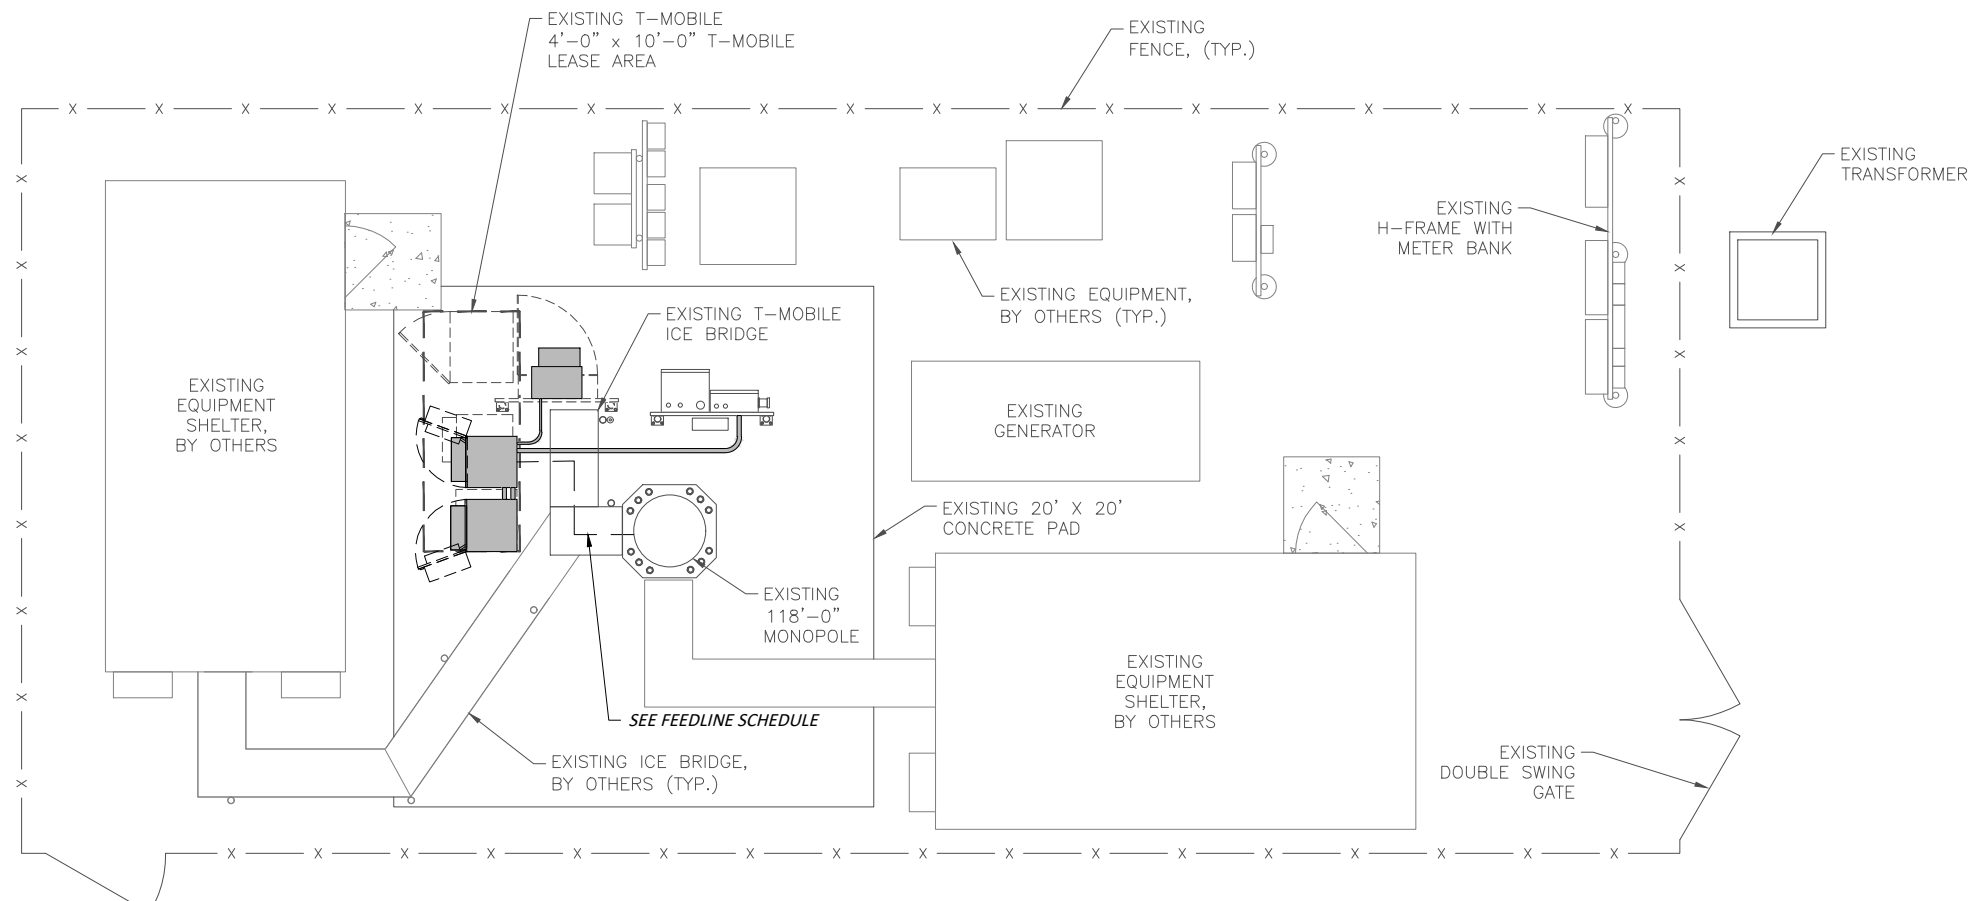 EXISTING T-MOBILE
4'-0" x 10'-0" T-MOBILE
LEASE AREA
EXISTING
FENCE, (TYP.)
EXISTING
TRANSFORMER
EXISTING
H-FRAME WITH
METER BANK
EXISTING EQUIPMENT,
BY OTHERS (TYP.)
EXISTING T-MOBILE
ICE BRIDGE
EXISTING
EQUIPMENT
SHELTER,
BY OTHERS
EXISTING
GENERATOR
EXISTING 20' X 20'
CONCRETE PAD
EXISTING
118'-0"
MONOPOLE
EXISTING
EQUIPMENT
SHELTER,
BY OTHERS
SEE FEEDLINE SCHEDULE
EXISTING ICE BRIDGE,
BY OTHERS (TYP.)
EXISTING
DOUBLE SWING
GATE